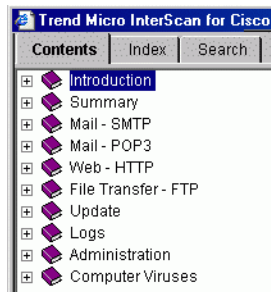 Trend Micro InterScan for Cisco
Contents Index Search
Introduction
Summary
Mail - SMTP
Mail - POP3
Web - HTTP
File Transfer - FTP
Update
Logs
Administration
Computer Viruses